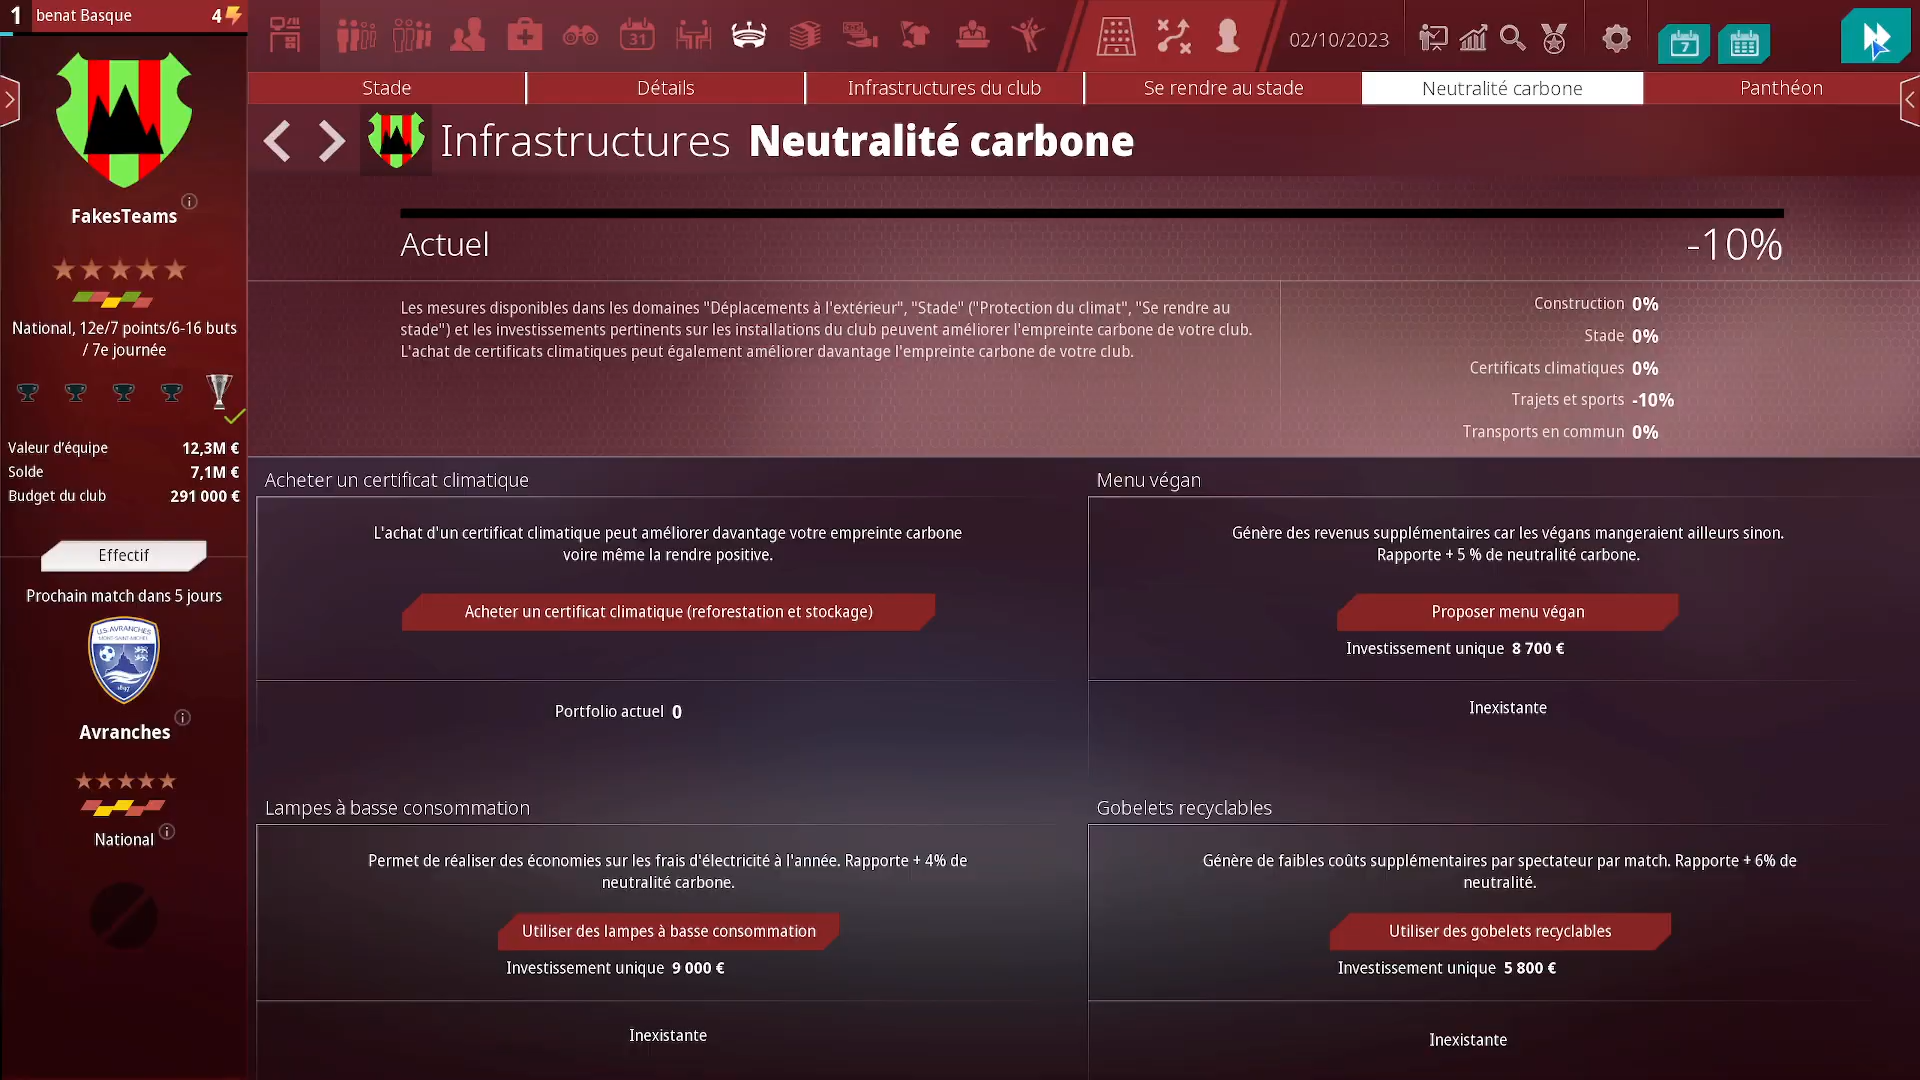 1
benat Basque
4
31
02/10/2023
7
Stade
Détails
Infrastructures du club
Se rendre au stade
Neutralité carbone
Panthéon
Infrastructures Neutralité carbone
FakesTeams
National, 12e/7 points/6-16 buts
/ 7e journée
Valeur d'équipe 12,3M €
Solde 7,1M €
Budget du club 291 000 €
Effectif
Prochain match dans 5 jours
U.S. AVRANCHES
MONT-SAINT-MICHEL
1897
Avranches
National
Actuel
-10%
Les mesures disponibles dans les domaines "Déplacements à l'extérieur", "Stade" ("Protection du climat", "Se rendre au
stade") et les investissements pertinents sur les installations du club peuvent améliorer l'empreinte carbone de votre club.
L'achat de certificats climatiques peut également améliorer davantage l'empreinte carbone de votre club.
Construction 0%
Stade 0%
Certificats climatiques 0%
Trajets et sports -10%
Transports en commun 0%
Acheter un certificat climatique
L'achat d'un certificat climatique peut améliorer davantage votre empreinte carbone
voire même la rendre positive.
Acheter un certificat climatique (reforestation et stockage)
Portfolio actuel 0
Menu végan
Génère des revenus supplémentaires car les végans mangeraient ailleurs sinon.
Rapporte + 5 % de neutralité carbone.
Proposer menu végan
Investissement unique 8 700 €
Inexistante
Lampes à basse consommation
Permet de réaliser des économies sur les frais d'électricité à l'année. Rapporte + 4% de
neutralité carbone.
Utiliser des lampes à basse consommation
Investissement unique 9 000 €
Inexistante
Gobelets recyclables
Génère de faibles coûts supplémentaires par spectateur par match. Rapporte + 6% de
neutralité.
Utiliser des gobelets recyclables
Investissement unique 5 800 €
Inexistante